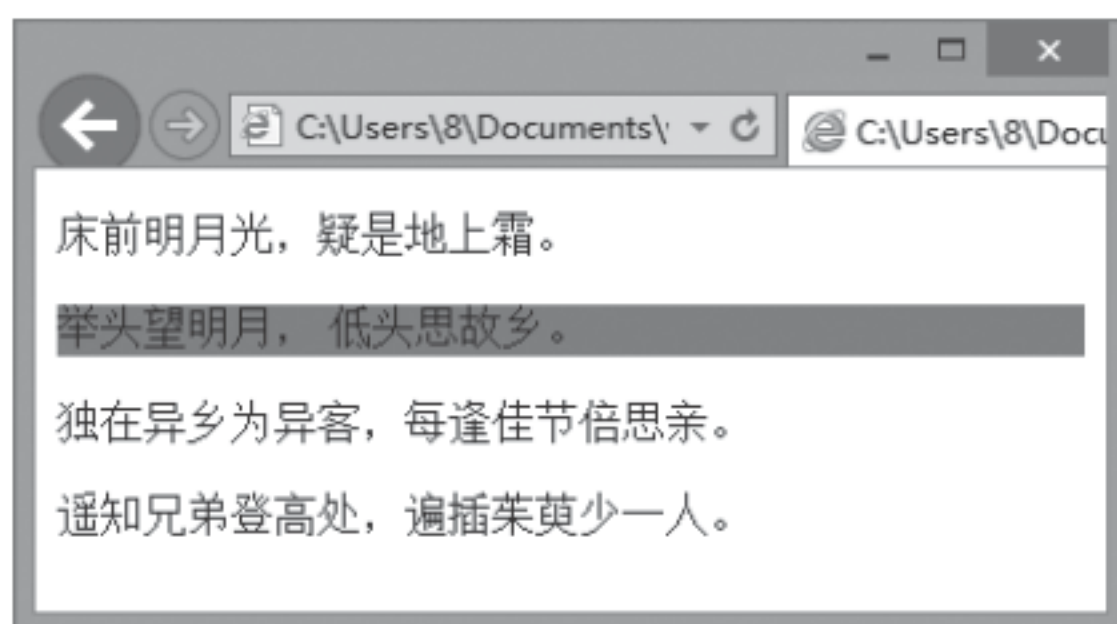 C:\Users\8\Documents\
C:\Users\8\Docu
床前明月光，疑是地上霜。
举头望明月， 低头思故乡。
独在异乡为异客，每逢佳节倍思亲。
遥知兄弟登高处，遍插茱萸少一人。